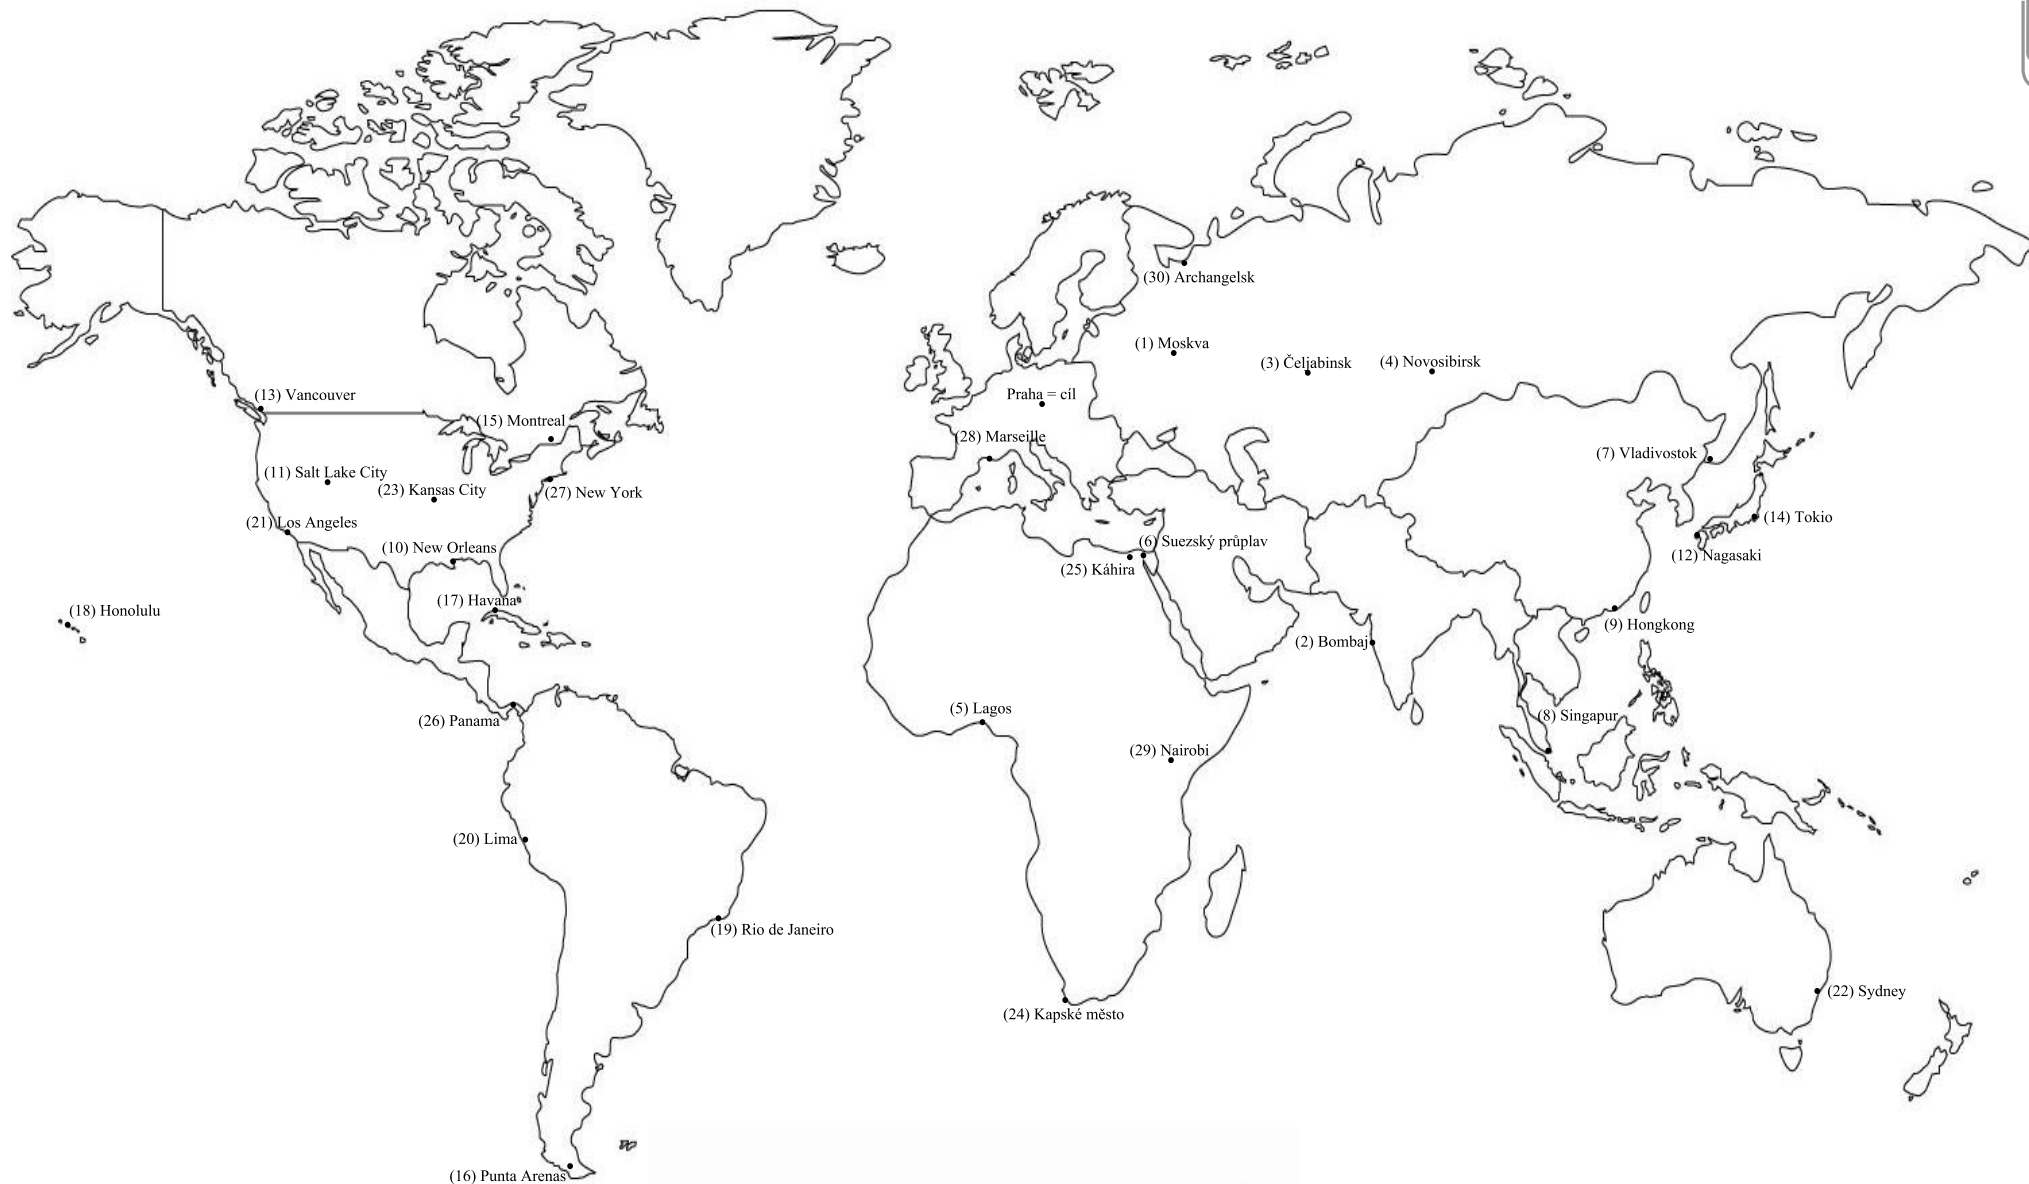 (30) Archangelsk
(1) Moskva
(3) Čeljabinsk
(4) Novosibirsk
Praha = cíl
(13) Vancouver
(15) Montreal
(28) Marseille
(7) Vladivostok
(11) Salt Lake City
(23) Kansas City
(27) New York
(14) Tokio
(21) Los Angeles
(10) New Orleans
(6) Suezský průplav
(12) Nagasaki
(25) Káhira
(17) Havana
(18) Honolulu
(9) Hongkong
(2) Bombaj
(5) Lagos
(8) Singapur
(26) Panama
(29) Nairobi
(20) Lima
(19) Rio de Janeiro
(22) Sydney
(24) Kapské město
(16) Punta Arenas